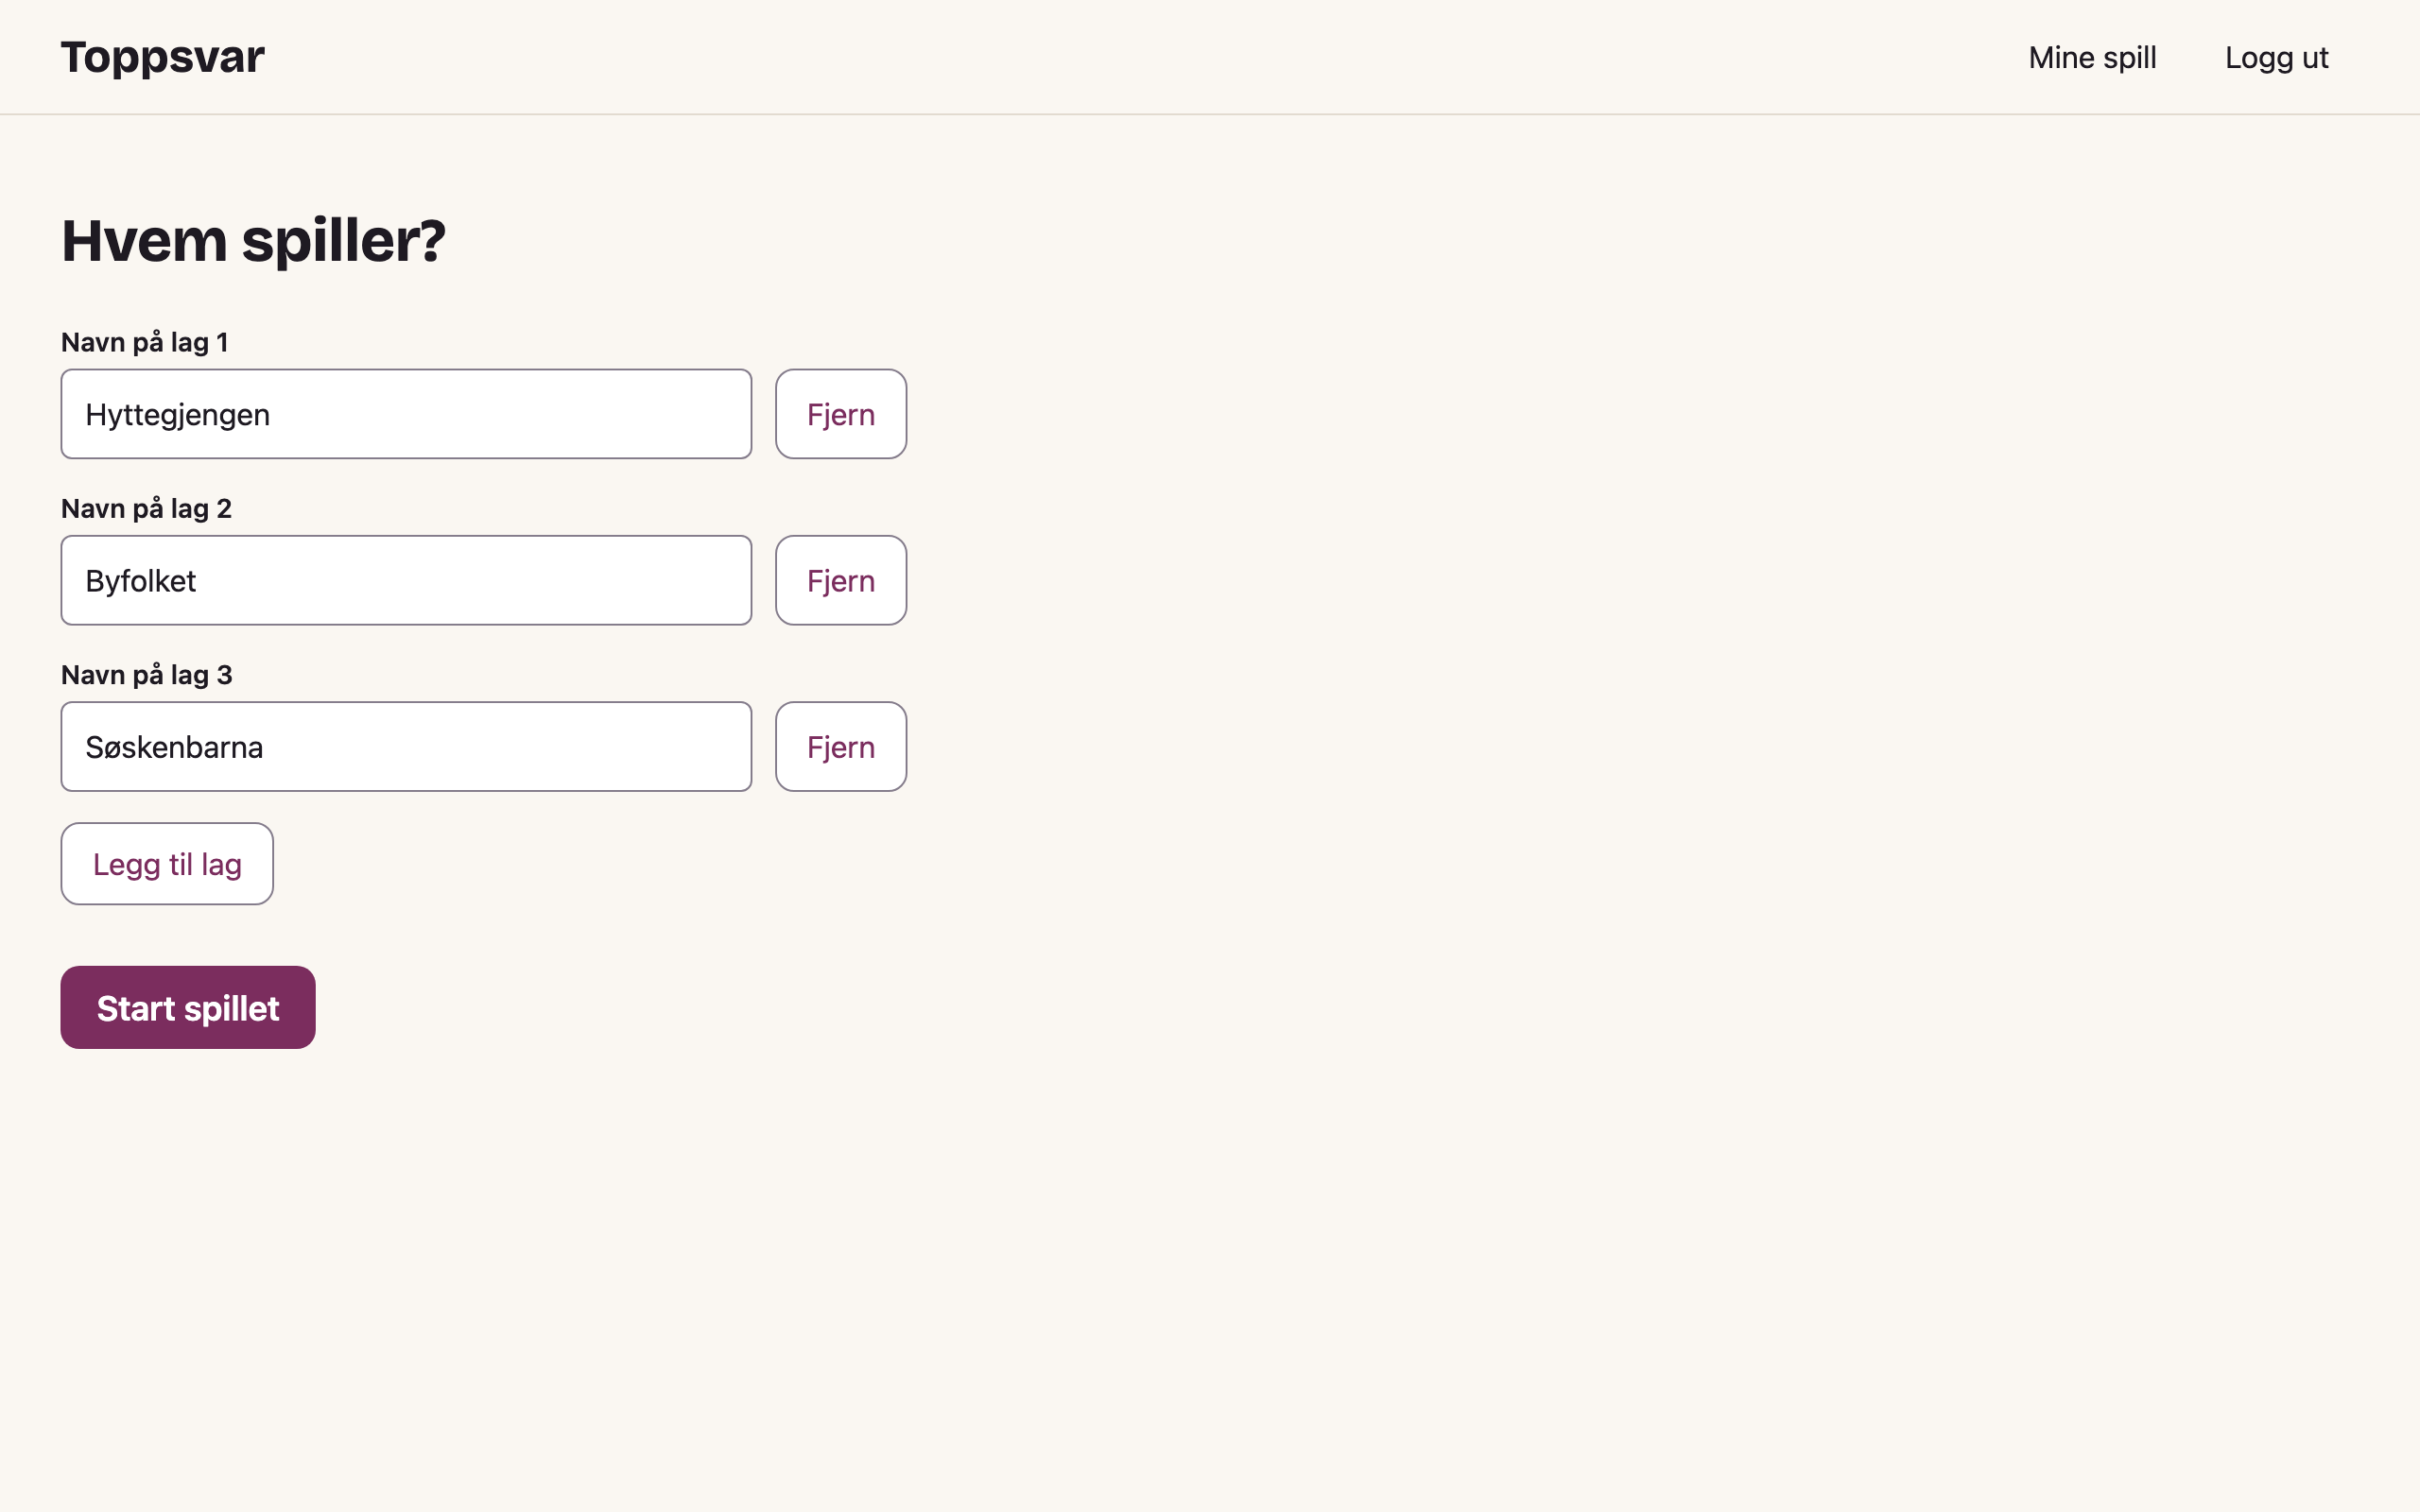 Toppsvar
Mine spill
Logg ut
Hvem spiller?
Navn på lag 1
Hyttegjengen
Fjern
Navn på lag 2
Byfolket
Fjern
Navn på lag 3
Søskenbarna
Fjern
Legg til lag
Start spillet